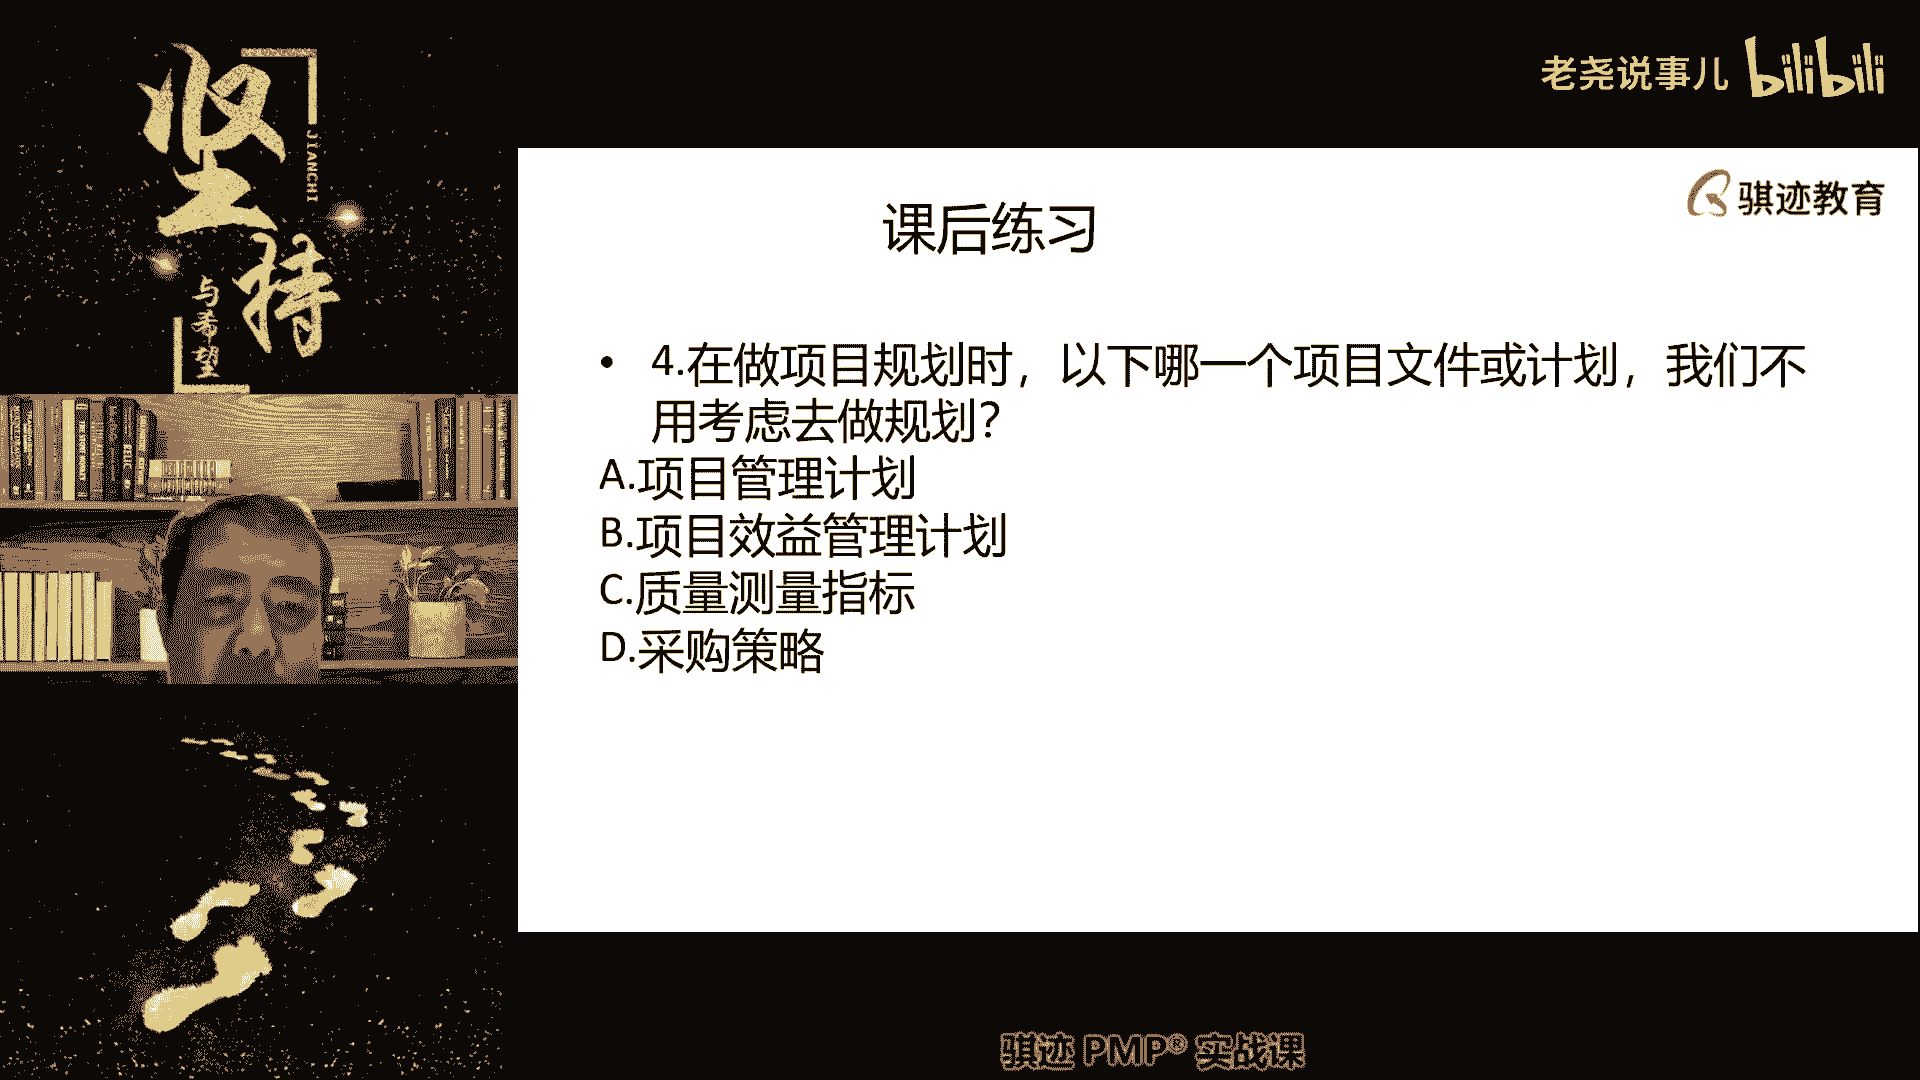 坚持
JIANCHI
与希望
老尧说事儿 bilibili
骐迹教育
课后练习
• 4.在做项目规划时，以下哪一个项目文件或计划，我们不
用考虑去做规划？
A.项目管理计划
B.项目效益管理计划
C.质量测量指标
D.采购策略
骐迹 PMP® 实战课